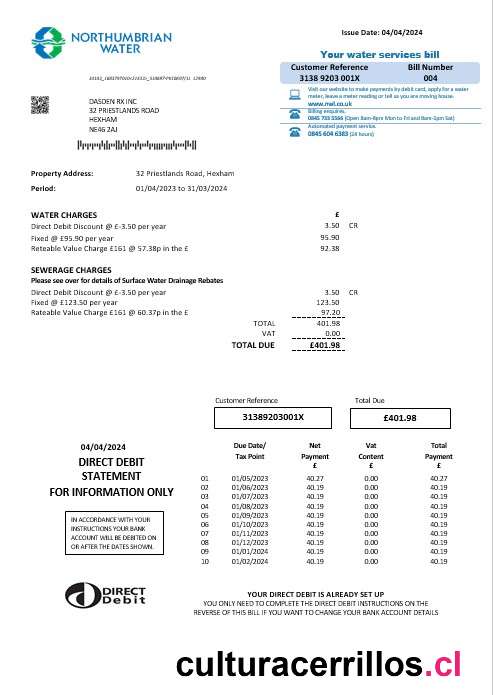 NORTHUMBRIAN
WATER
Issue Date: 04/04/2024
Your water services bill
Customer Reference Bill Number
3138 9203 001X 004
Visit our website to make payments by debit card, apply for a water
meter, leave a meter reading or tell us you are moving house.
www.nwl.co.uk
Billing enquires.
0845 733 5566 (Open 8am-8pm Mon to Fri and 8am-1pm Sat)
Automated payment service.
0845 604 6383 (24 hours)
DASDEN RX INC
32 PRIESTLANDS ROAD
HEXHAM
NE46 2AJ
Property Address: 32 Priestlands Road, Hexham
Period: 01/04/2023 to 31/03/2024
WATER CHARGES £
Direct Debit Discount @ £-3.50 per year 3.50 CR
Fixed @ £95.90 per year 95.90
Rateable Value Charge £161 @ 57.38p in the £ 92.38
SEWERAGE CHARGES
Please see over for details of Surface Water Drainage Rebates
Direct Debit Discount @ £-3.50 per year 3.50 CR
Fixed @ £123.50 per year 123.50
Rateable Value Charge £161 @ 60.37p in the £ 97.20
TOTAL 401.98
VAT 0.00
TOTAL DUE £401.98
Customer Reference Total Due
31389203001X £401.98
04/04/2024
DIRECT DEBIT
STATEMENT
FOR INFORMATION ONLY
IN ACCORDANCE WITH YOUR
INSTRUCTIONS YOUR BANK
ACCOUNT WILL BE DEBITED ON
OR AFTER THE DATES SHOWN.
Due Date/ Net Vat Total
Tax Point Payment Content Payment
£ £ £
01 01/05/2023 40.27 0.00 40.27
02 01/06/2023 40.19 0.00 40.19
03 01/07/2023 40.19 0.00 40.19
04 01/08/2023 40.19 0.00 40.19
05 01/09/2023 40.19 0.00 40.19
06 01/10/2023 40.19 0.00 40.19
07 01/11/2023 40.19 0.00 40.19
08 01/12/2023 40.19 0.00 40.19
09 01/01/2024 40.19 0.00 40.19
10 01/02/2024 40.19 0.00 40.19
DIRECT
Debit
YOUR DIRECT DEBIT IS ALREADY SET UP
YOU ONLY NEED TO COMPLETE THE DIRECT DEBIT INSTRUCTIONS ON THE
REVERSE OF THIS BILL IF YOU WANT TO CHANGE YOUR BANK ACCOUNT DETAILS
culturacerrillos.cl